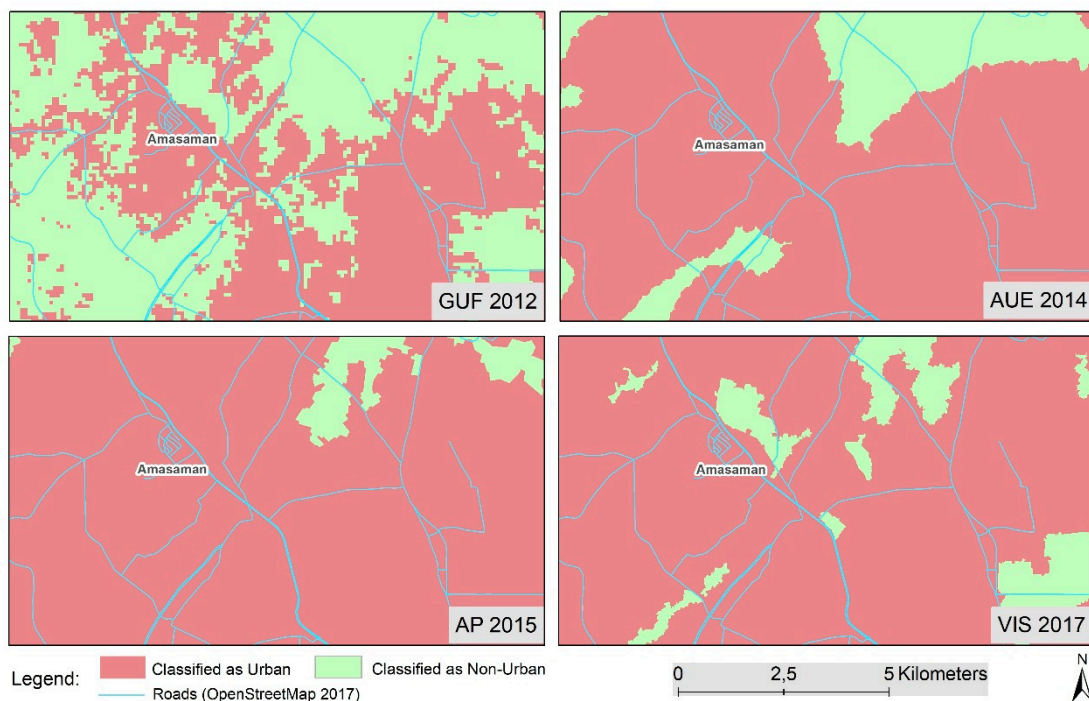 Amasaman
GUF 2012
Amasaman
AUE 2014
Amasaman
AP 2015
Amasaman
VIS 2017
Legend:
Classified as Urban
Classified as Non-Urban
Roads (OpenStreetMap 2017)
0 2,5 5 Kilometers
N